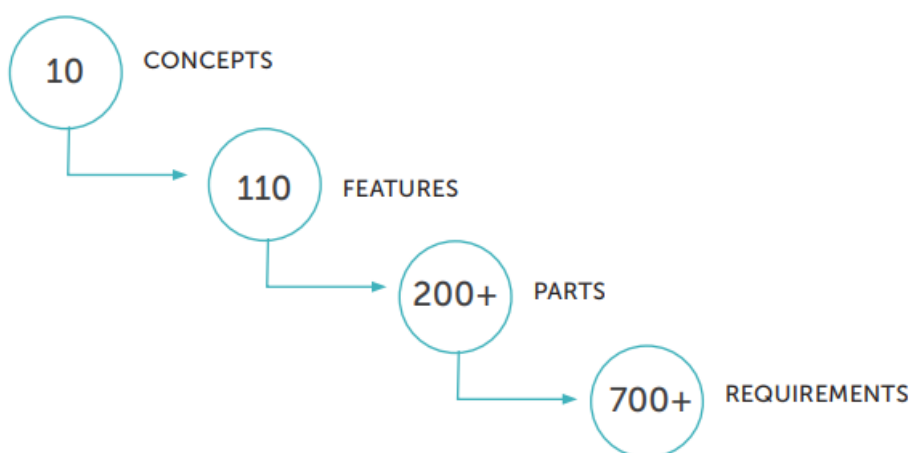 10
CONCEPTS
110
FEATURES
200+
PARTS
700+
REQUIREMENTS